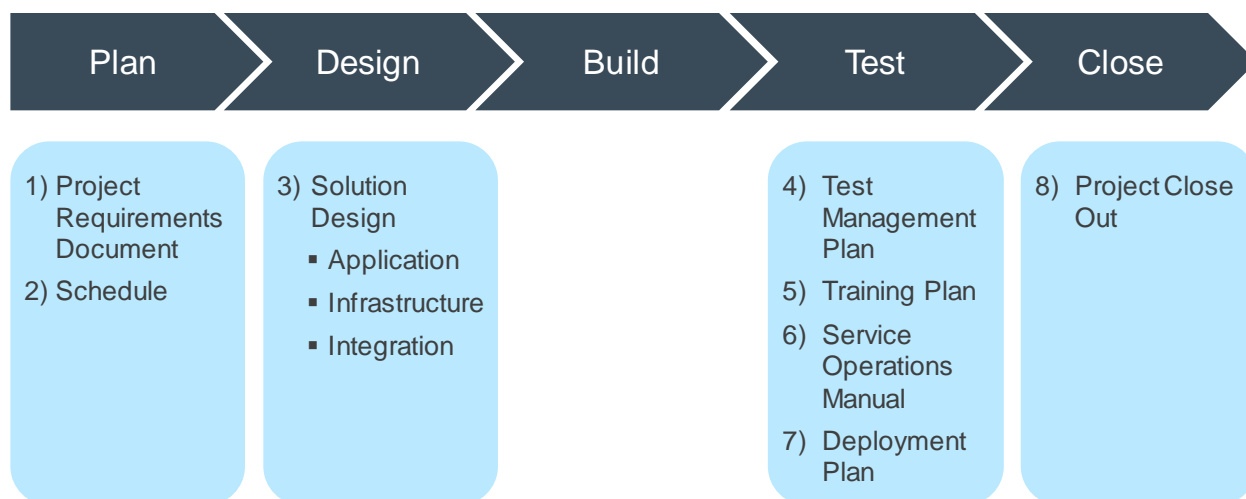 Plan
Design
Build
Test
Close
1) Project
Requirements
Document
2) Schedule
3) Solution
Design
▪ Application
▪ Infrastructure
▪ Integration
4) Test
Management
Plan
5) Training Plan
6) Service
Operations
Manual
7) Deployment
Plan
8) Project Close
Out